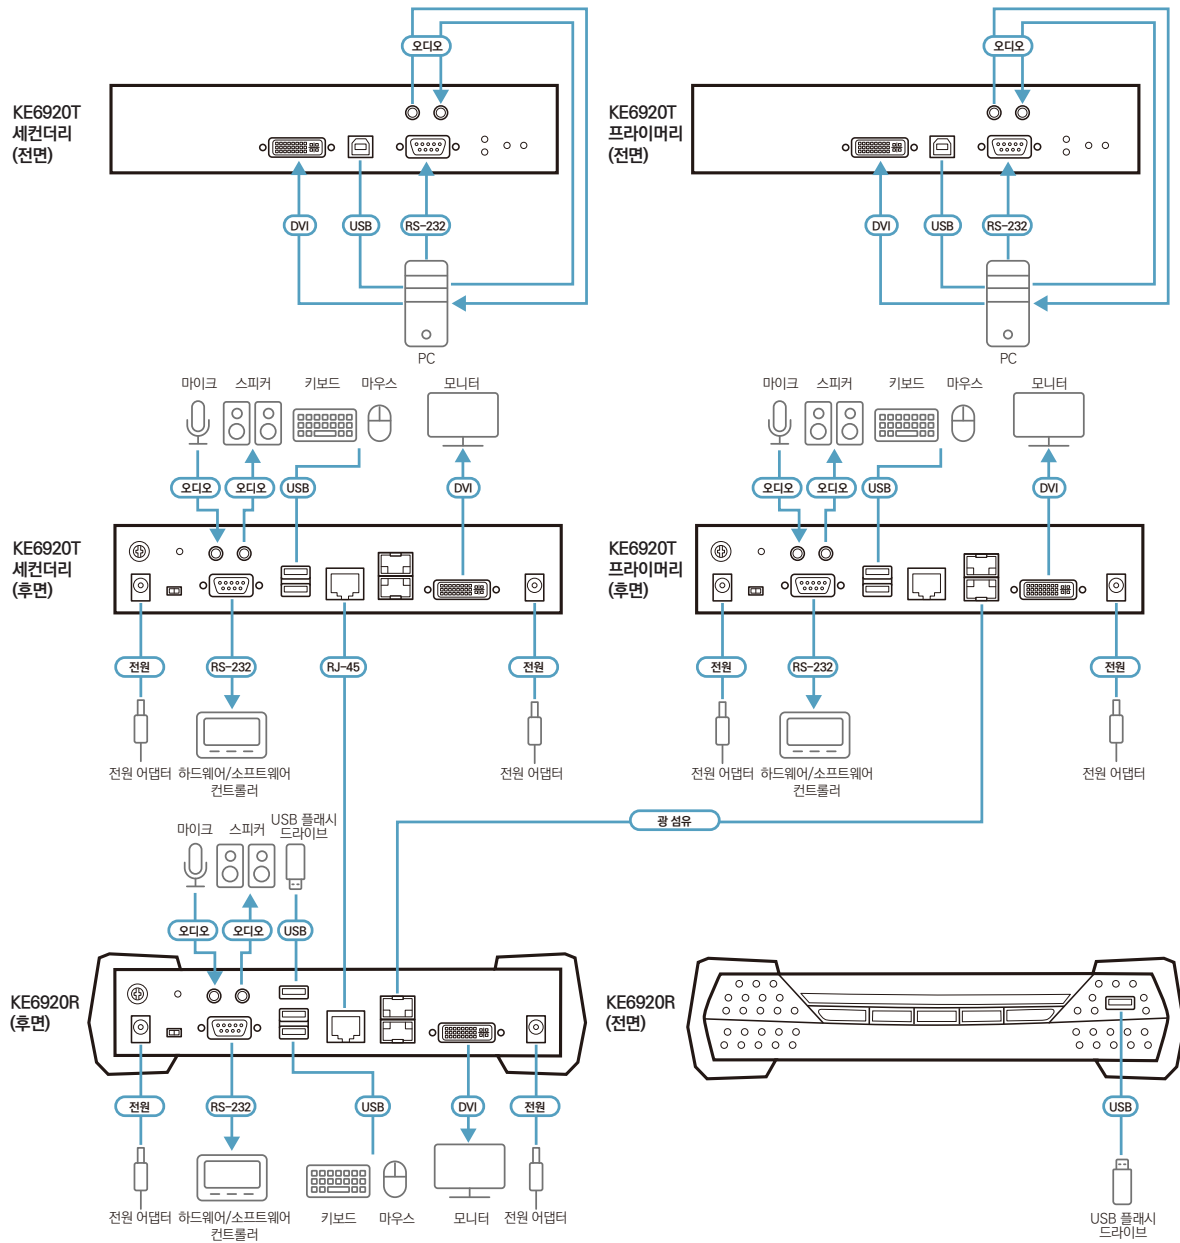 오디오
오디오
KE6920T
세컨더리
(전면)
KE6920T
프라이머리
(전면)
DVI
USB
RS-232
DVI
USB
RS-232
PC
PC
마이크
스피커
키보드
마우스
모니터
마이크
스피커
키보드
마우스
모니터
오디오
오디오
USB
DVI
오디오
오디오
USB
DVI
KE6920T
세컨더리
(후면)
KE6920T
프라이머리
(후면)
전원
RS-232
RJ-45
전원
전원
RS-232
전원
전원 어댑터
하드웨어/소프트웨어
컨트롤러
전원 어댑터
전원 어댑터
하드웨어/소프트웨어
컨트롤러
전원 어댑터
광 섬유
마이크
스피커
USB 플래시
드라이브
오디오
오디오
USB
KE6920R
(후면)
KE6920R
(전면)
전원
RS-232
USB
DVI
전원
USB
전원 어댑터
하드웨어/소프트웨어
컨트롤러
키보드
마우스
모니터
전원 어댑터
USB 플래시
드라이브